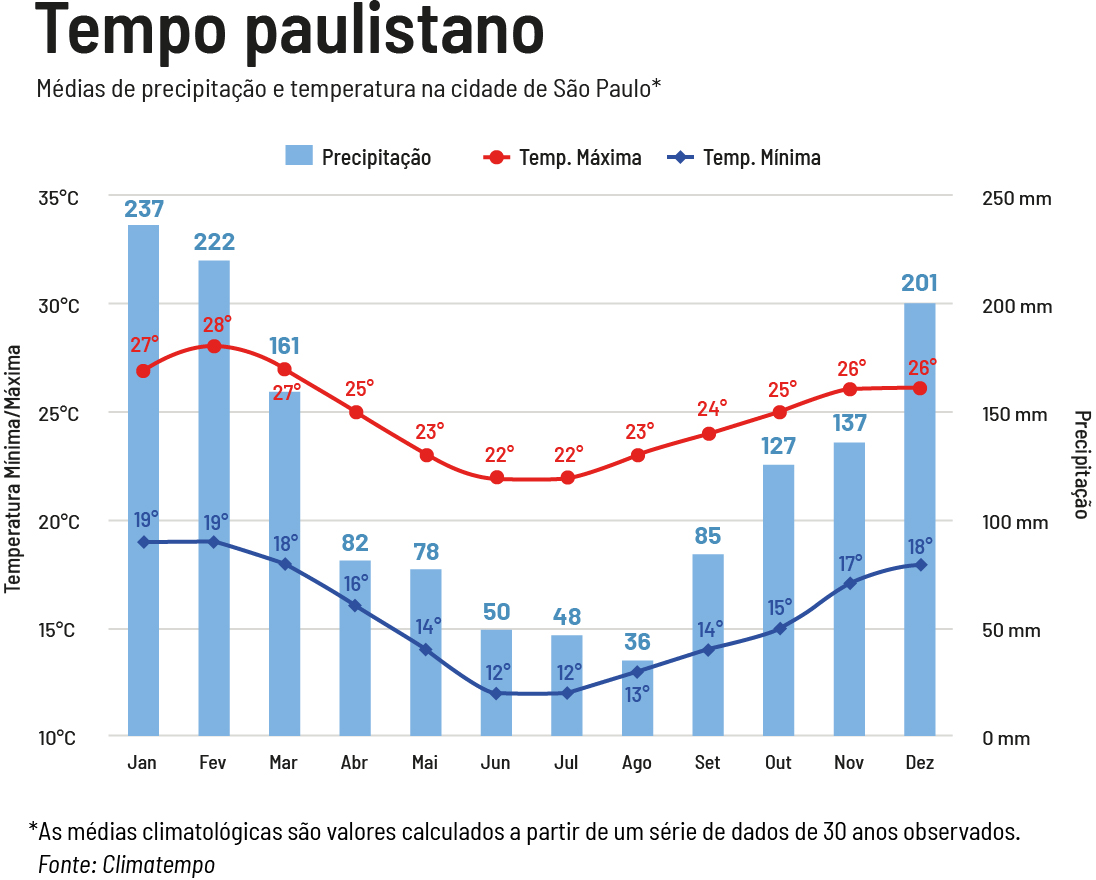 Tempo paulistano
Médias de precipitação e temperatura na cidade de São Paulo*
Precipitação Temp. Máxima Temp. Mínima
35°C
30°C
25°C
20°C
15°C
10°C
Temperatura Mínima/Máxima
237
222
161
82
78
50
48
36
85
127
137
201
27°
28°
27°
25°
23°
22°
22°
23°
24°
25°
26°
26°
19°
19°
18°
16°
14°
12°
12°
13°
14°
15°
17°
18°
250 mm
200 mm
150 mm
100 mm
50 mm
0 mm
Precipitação
Jan Fev Mar Abr Mai Jun Jul Ago Set Out Nov Dez
*As médias climatológicas são valores calculados a partir de um série de dados de 30 anos observados.
Fonte: Climatempo